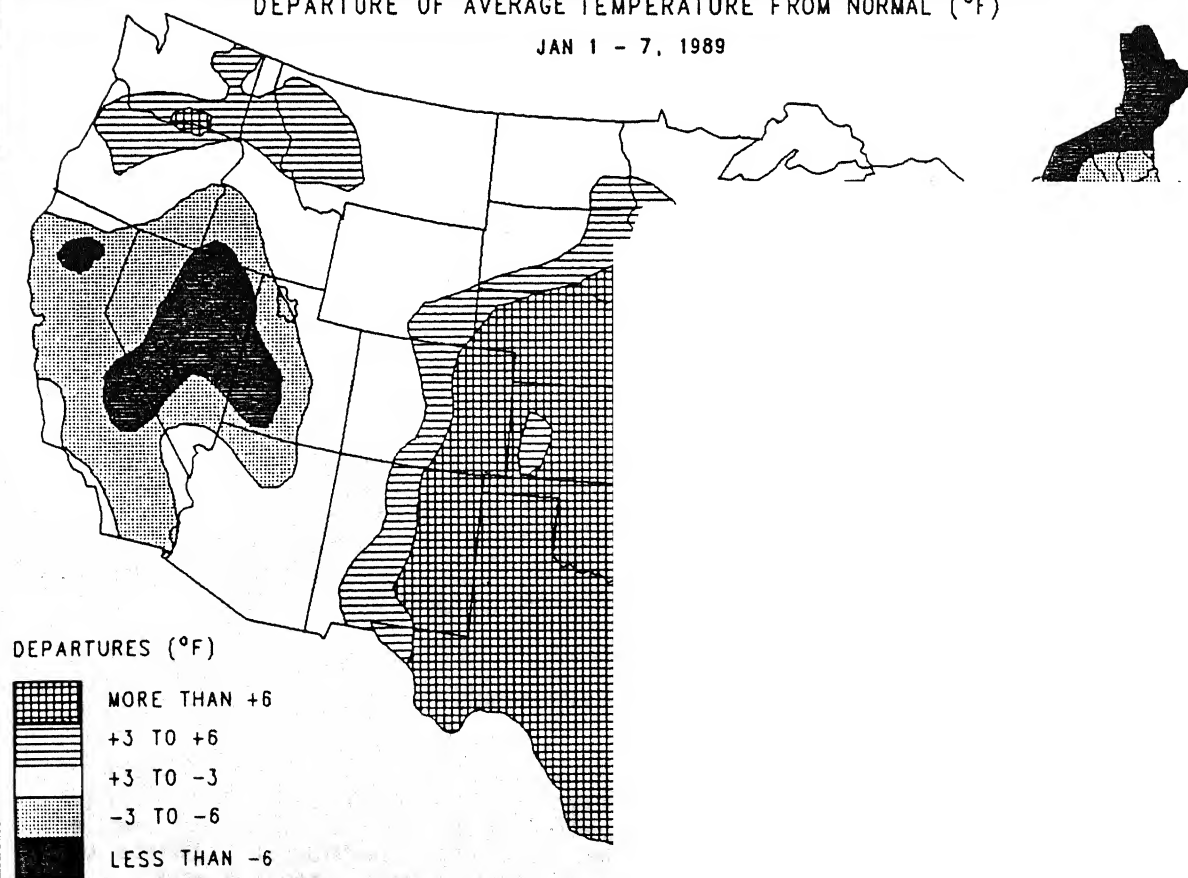 DEPARTURE OF AVERAGE TEMPERATURE FROM NORMAL (°F)
JAN 1 - 7, 1989
DEPARTURES (°F)
MORE THAN +6
+3 TO +6
+3 TO -3
-3 TO -6
LESS THAN -6